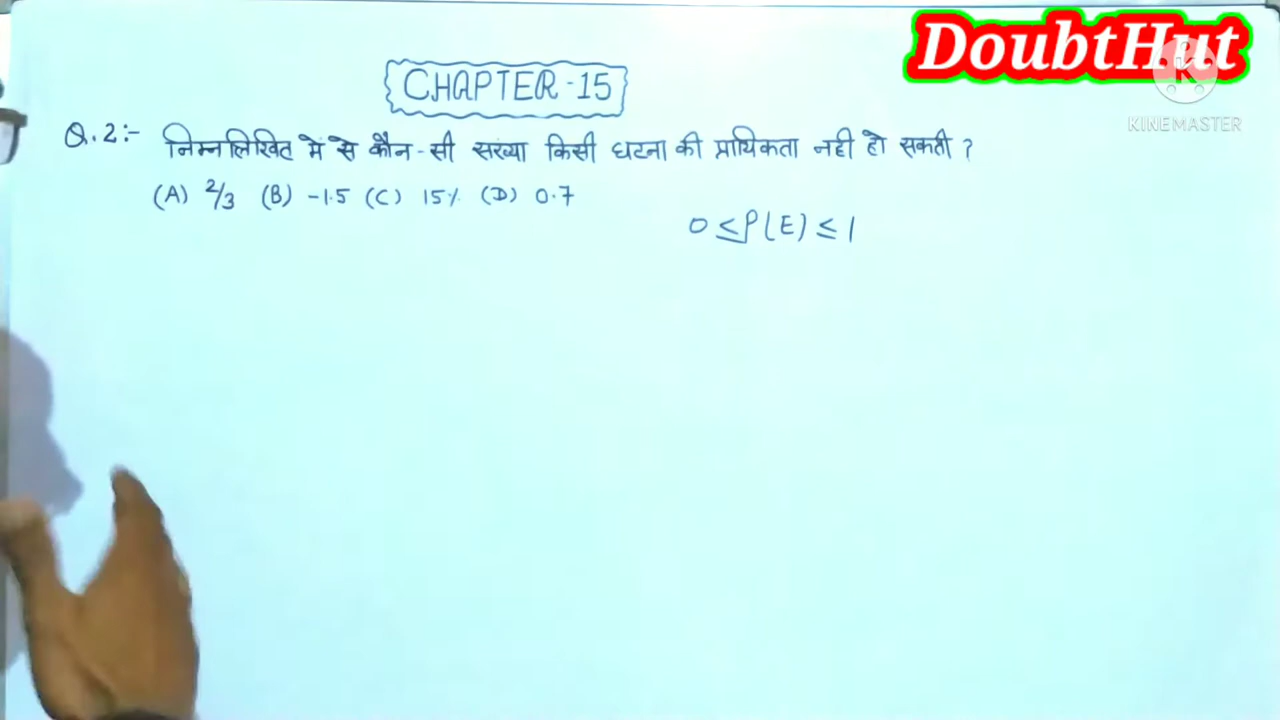 DoubtHut
KINEMASTER
CHAPTER-15
Q.2:- निम्नलिखित मे से कौन-सी सख्या किसी घटना की प्रायिकता नही हो सकती ?
(A) 2/3 (B) -1.5 (C) 15% (D) 0.7
0 ≤ P(E) ≤ 1